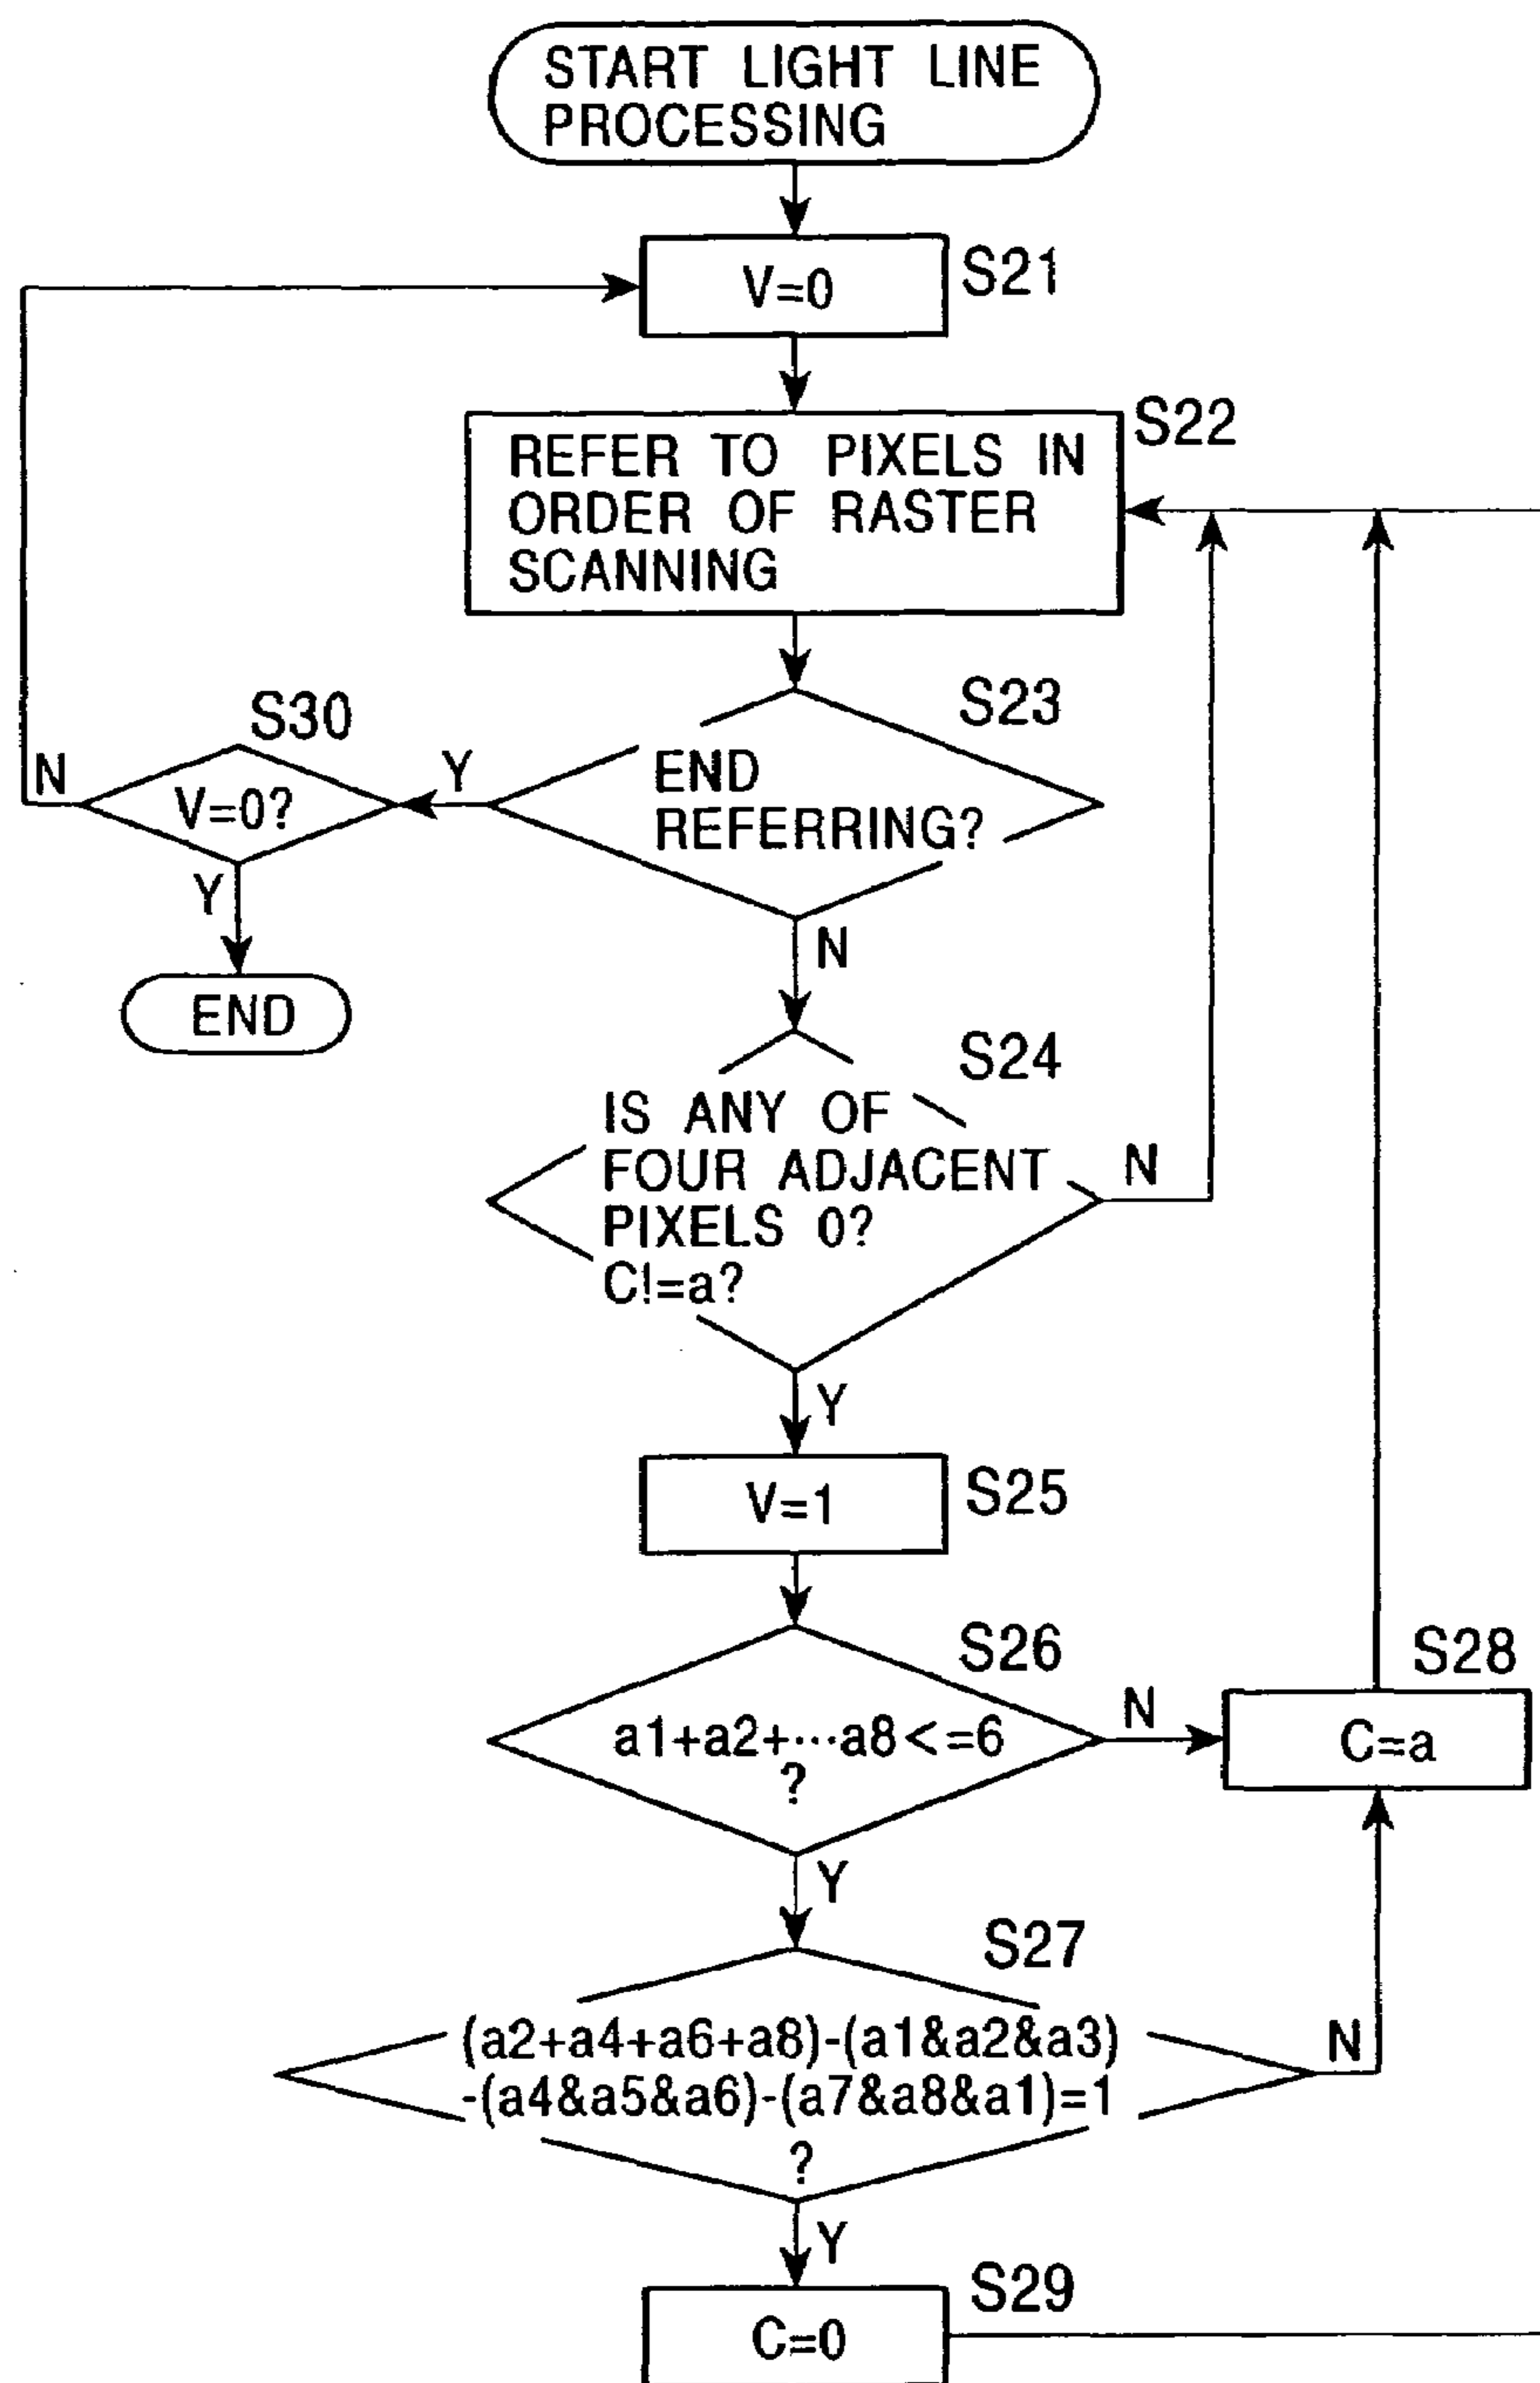 START LIGHT LINE
PROCESSING
V=0
S21
REFER TO PIXELS IN
ORDER OF RASTER
SCANNING
S22
S23
END
REFERRING?
Y
N
S30
V=0?
N
Y
END
S24
IS ANY OF
FOUR ADJACENT
PIXELS 0?
C!=a?
N
Y
V=1
S25
S26
a1+a2+···a8<=6
?
N
Y
S28
C=a
S27
(a2+a4+a6+a8)-(a1&a2&a3)
-(a4&a5&a6)-(a7&a8&a1)=1
?
N
Y
S29
C=0